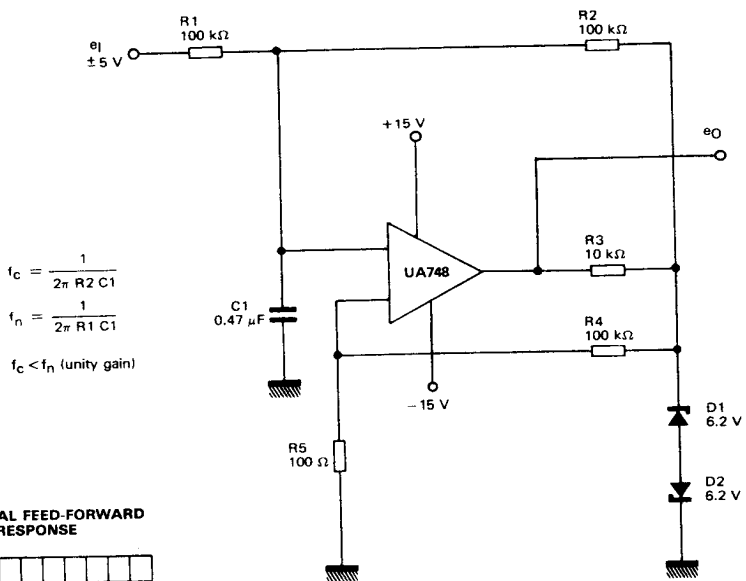 R1
100 kΩ
R2
100 kΩ
eI
±5 V
+15 V
eO
UA748
R3
10 kΩ
fc = 1 / 2π R2 C1
fn = 1 / 2π R1 C1
fc < fn (unity gain)
C1
0.47 μF
R4
100 kΩ
−15 V
D1
6.2 V
R5
100 Ω
D2
6.2 V
AL FEED-FORWARD
RESPONSE